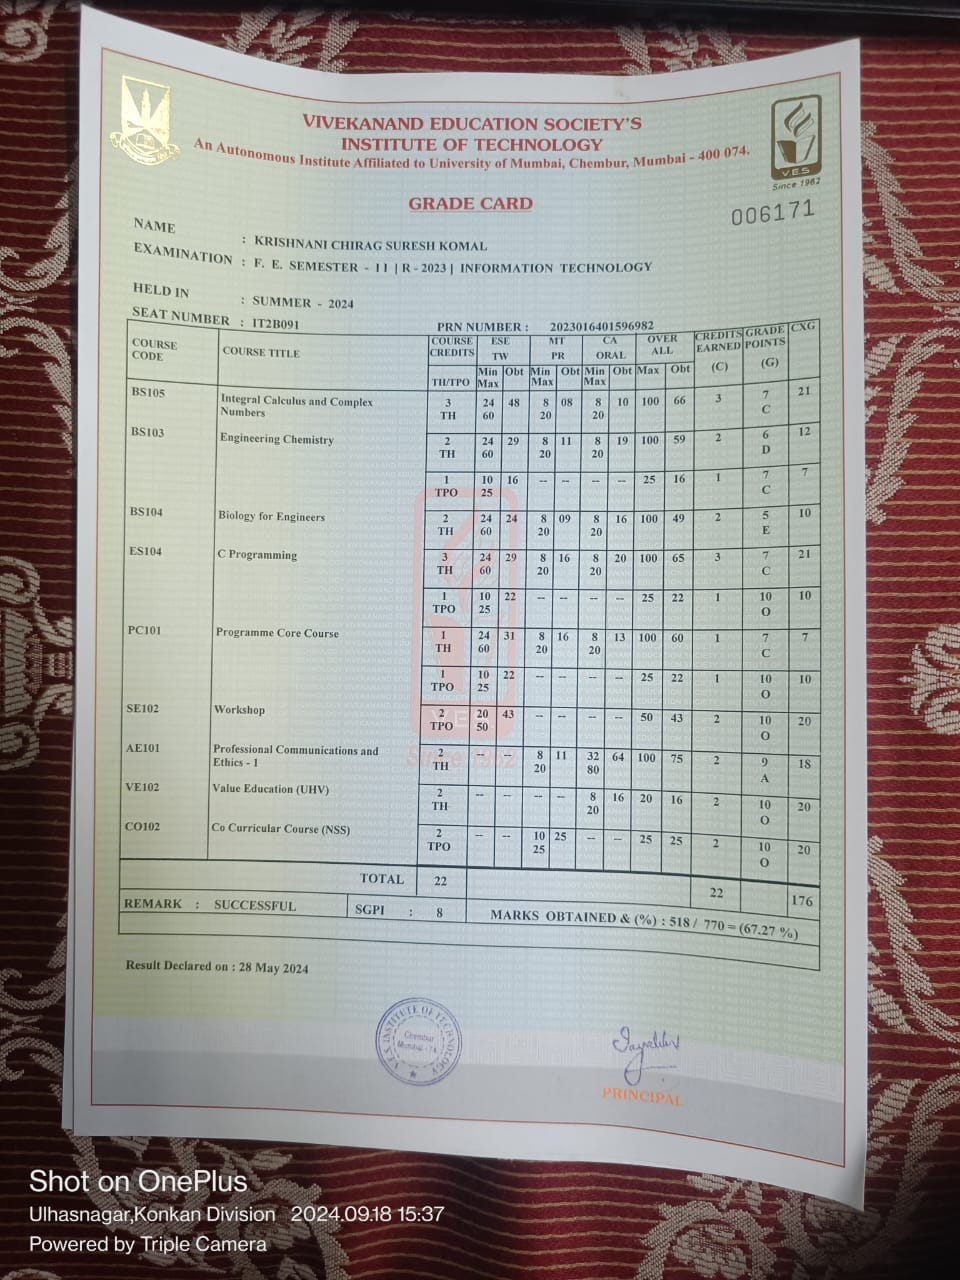 VIVEKANAND EDUCATION SOCIETY'S
INSTITUTE OF TECHNOLOGY
An Autonomous Institute Affiliated to University of Mumbai, Chembur, Mumbai - 400 074.
V.E.S
Since 1962
GRADE CARD
006171
NAME : KRISHNANI CHIRAG SURESH KOMAL
EXAMINATION : F. E. SEMESTER - II | R - 2023 | INFORMATION TECHNOLOGY
HELD IN : SUMMER - 2024
SEAT NUMBER : IT2B091 PRN NUMBER : 2023016401596982
COURSE CODE COURSE TITLE COURSE CREDITS ESE MT CA OVER ALL CREDITS EARNED GRADE POINTS CXG
TW PR ORAL (C) (G)
TH/TPO Min Max Obt Min Max Obt Min Max Obt Max Obt
BS105 Integral Calculus and Complex 3 24 48 8 08 8 10 100 66 3 7 21
Numbers TH 60 20 20 C
BS103 Engineering Chemistry 2 24 29 8 11 8 19 100 59 2 6 12
TH 60 20 20 D
1 10 16 -- -- -- -- 25 16 1 7 7
TPO 25 C
BS104 Biology for Engineers 2 24 24 8 09 8 16 100 49 2 5 10
TH 60 20 20 E
ES104 C Programming 3 24 29 8 16 8 20 100 65 3 7 21
TH 60 20 20 C
1 10 22 -- -- -- -- 25 22 1 10 10
TPO 25 O
PC101 Programme Core Course 1 24 31 8 16 8 13 100 60 1 7 7
TH 60 20 20 C
1 10 22 -- -- -- -- 25 22 1 10 10
TPO 25 O
SE102 Workshop 2 20 43 -- -- -- -- 50 43 2 10 20
TPO 50 O
AE101 Professional Communications and 2 -- -- 8 11 32 64 100 75 2 9 18
Ethics - I TH 20 80 A
VE102 Value Education (UHV) 2 -- -- -- -- 8 16 20 16 2 10 20
TH 20 O
CO102 Co Curricular Course (NSS) 2 -- -- 10 25 -- -- 25 25 2 10 20
TPO 25 O
TOTAL 22 22 176
REMARK : SUCCESSFUL SGPI : 8 MARKS OBTAINED & (%) : 518 / 770 = (67.27 %)
Since 1962
Result Declared on : 28 May 2024
V.E.S. INSTITUTE OF TECHNOLOGY
Chembur
Mumbai - 74
PRINCIPAL
Shot on OnePlus
Ulhasnagar,Konkan Division 2024.09.18 15:37
Powered by Triple Camera